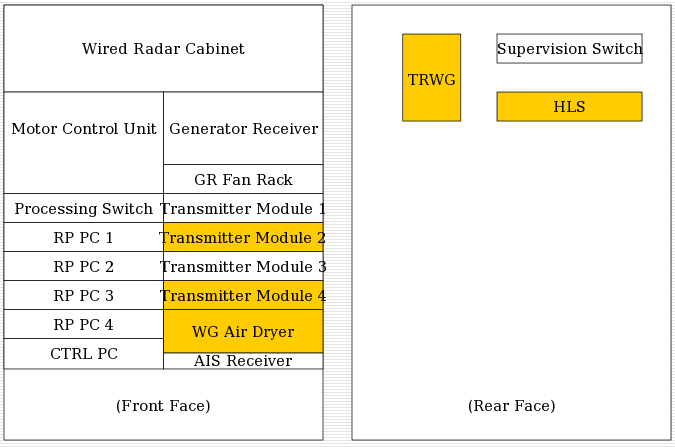 Wired Radar Cabinet
Motor Control Unit
Generator Receiver
GR Fan Rack
Processing Switch
Transmitter Module 1
RP PC 1
Transmitter Module 2
RP PC 2
Transmitter Module 3
RP PC 3
Transmitter Module 4
RP PC 4
WG Air Dryer
CTRL PC
AIS Receiver
(Front Face)
TRWG
Supervision Switch
HLS
(Rear Face)